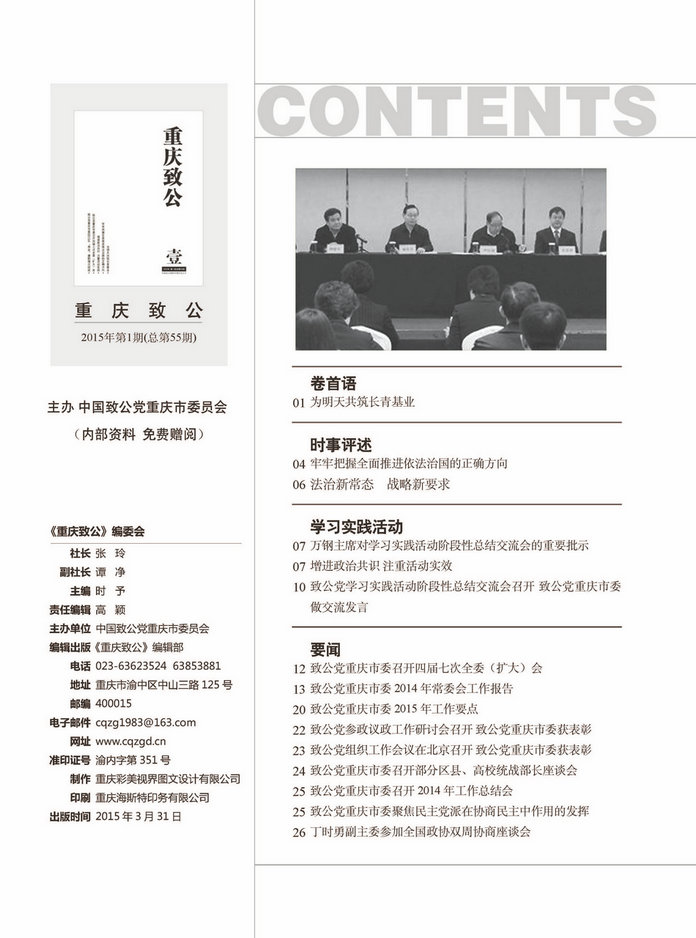 重庆致公
壹
重庆致公
2015年第1期(总第55期)
主办 中国致公党重庆市委员会
（内部资料 免费赠阅）
《重庆致公》编委会
社长 张 玲
副社长 谭 净
主编 时 予
责任编辑 高 颖
主办单位 中国致公党重庆市委员会
编辑出版《重庆致公》编辑部
电话 023-63623524 63853881
地址 重庆市渝中区中山三路 125 号
邮编 400015
电子邮件 cqzg1983@163.com
网址 www.cqzgd.cn
准印证号 渝内字第 351 号
制作 重庆彩美视界图文设计有限公司
印刷 重庆海斯特印务有限公司
出版时间 2015 年 3 月 31 日
CONTENTS
卷首语
01 为明天共筑长青基业
时事评述
04 牢牢把握全面推进依法治国的正确方向
06 法治新常态 战略新要求
学习实践活动
07 万钢主席对学习实践活动阶段性总结交流会的重要批示
07 增进政治共识 注重活动实效
10 致公党学习实践活动阶段性总结交流会召开 致公党重庆市委
做交流发言
要闻
12 致公党重庆市委召开四届七次全委（扩大）会
13 致公党重庆市委 2014 年常委会工作报告
20 致公党重庆市委 2015 年工作要点
22 致公党参政议政工作研讨会召开 致公党重庆市委获表彰
23 致公党组织工作会议在北京召开 致公党重庆市委获表彰
24 致公党重庆市委召开部分区县、高校统战部长座谈会
25 致公党重庆市委召开 2014 年工作总结会
25 致公党重庆市委聚焦民主党派在协商民主中作用的发挥
26 丁时勇副主委参加全国政协双周协商座谈会